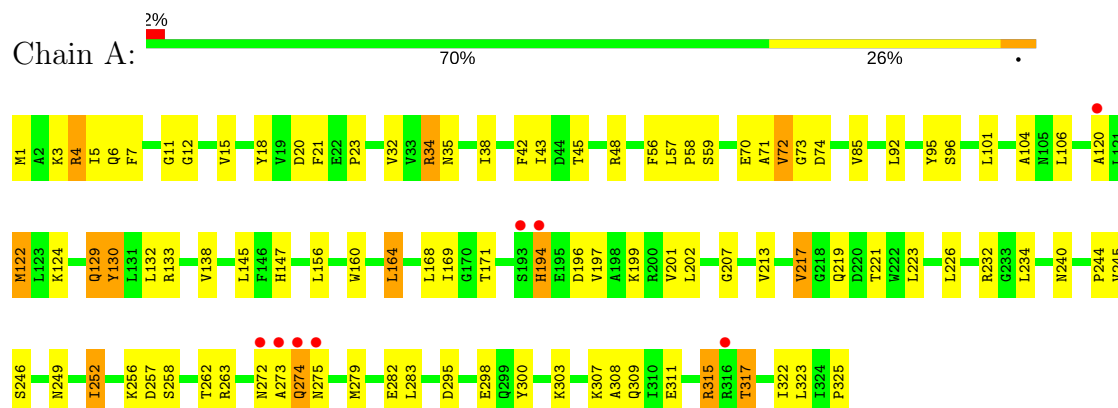 2%
Chain A:
70% 26% •
M1 A2 K3 R4 I5 Q6 F7 G11 G12 V15 Y18 V19 D20 F21 E22 P23 V32 V33 R34 N35 I38 F42 I43 D44 T45 R48 F56 L57 P58 S59 E70 A71 V72 G73 D74 V85 L92 Y95 S96 L101 A104 N105 L106 A120 L121
M122 L123 K124 Q129 Y130 L131 L132 R133 V138 L145 F146 H147 L156 W160 L164 L168 I169 G170 T171 S193 H194 E195 D196 V197 A198 K199 R200 V201 L202 G207 V213 V217 G218 Q219 D220 T221 W222 L223 L226 R232 G233 L234 N240 P244 V245
S246 N249 I252 K256 D257 S258 T262 R263 N272 A273 Q274 N275 M279 E282 L283 D295 E298 Q299 Y300 K303 K307 A308 Q309 I310 E311 R315 R316 T317 I322 L323 I324 P325